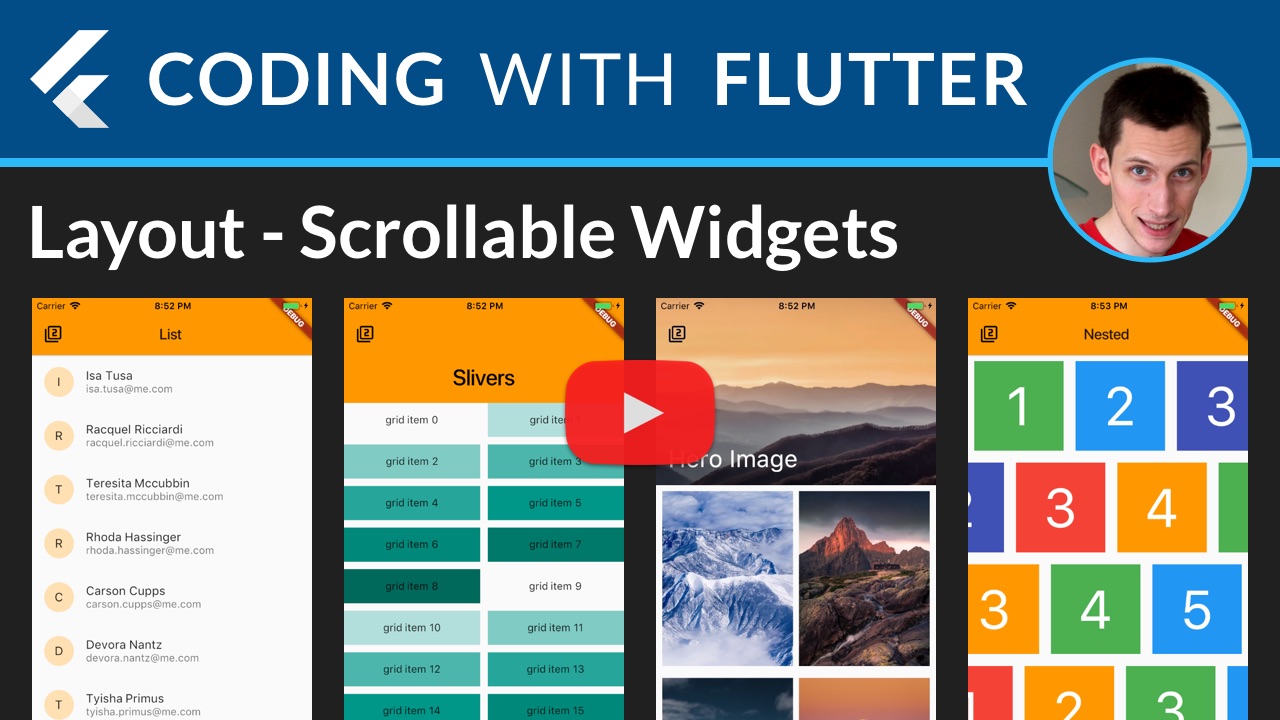 CODING WITH FLUTTER
Layout - Scrollable Widgets
Carrier 8:52 PM
DEBUG
List
I
Isa Tusa
isa.tusa@me.com
R
Racquel Ricciardi
racquel.ricciardi@me.com
T
Teresita Mccubbin
teresita.mccubbin@me.com
R
Rhoda Hassinger
rhoda.hassinger@me.com
C
Carson Cupps
carson.cupps@me.com
D
Devora Nantz
devora.nantz@me.com
T
Tyisha Primus
tyisha.primus@me.com
Carrier 8:52 PM
DEBUG
2
Slivers
grid item 0
grid item 2 grid item 3
grid item 4 grid item 5
grid item 6 grid item 7
grid item 8 grid item 9
grid item 10 grid item 11
grid item 12 grid item 13
grid item 14 grid item 15
Carrier 8:52 PM
DEBUG
2
Hero Image
Carrier 8:53 PM
DEBUG
2 Nested
1 2 3
2 3 4
3 4 5
2 3